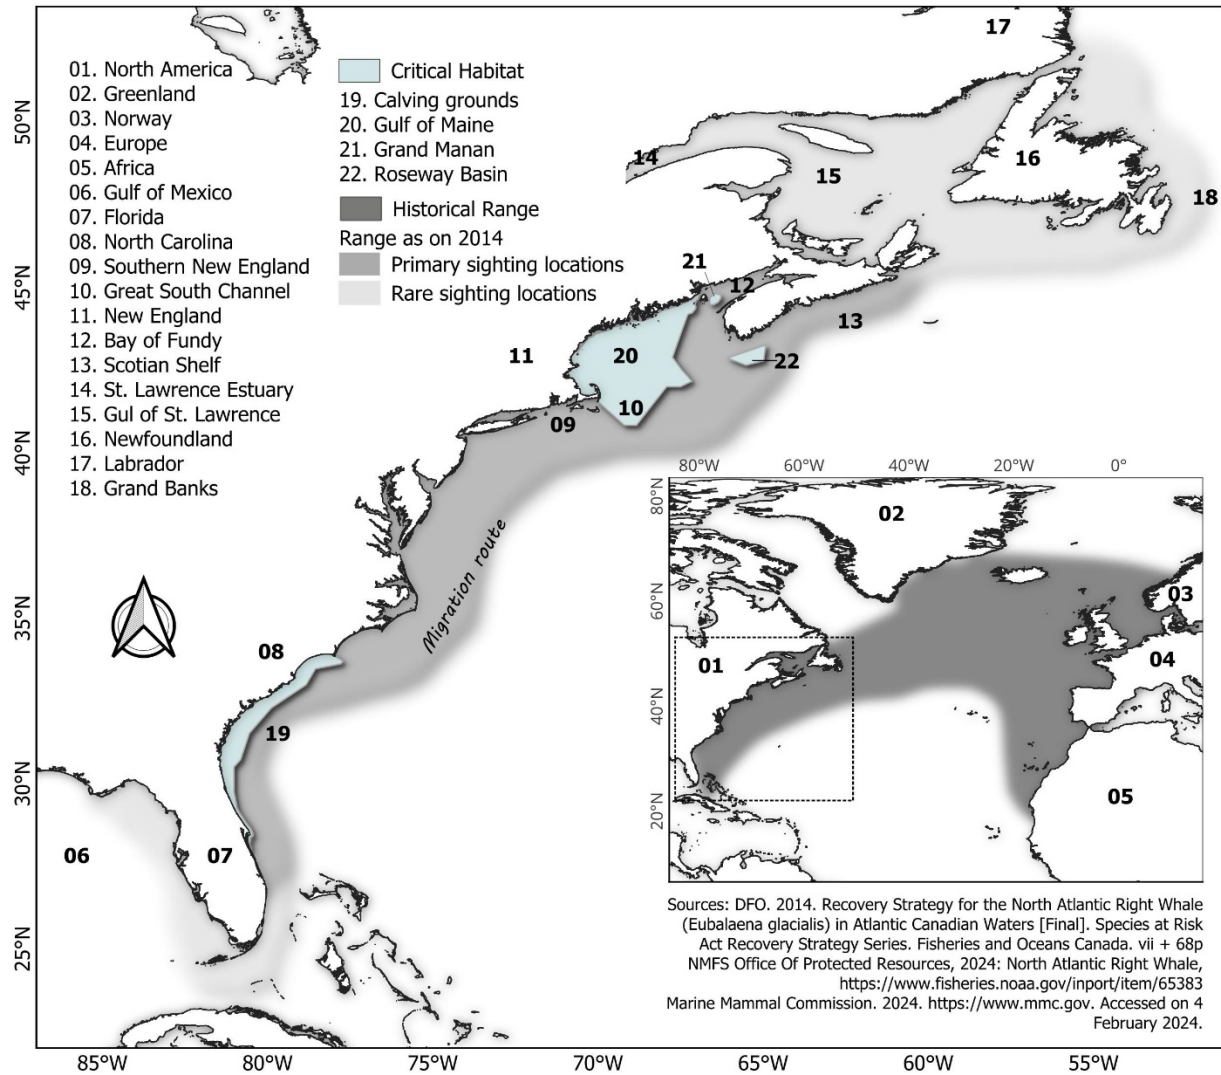 01. North America
02. Greenland
03. Norway
04. Europe
05. Africa
06. Gulf of Mexico
07. Florida
08. North Carolina
09. Southern New England
10. Great South Channel
11. New England
12. Bay of Fundy
13. Scotian Shelf
14. St. Lawrence Estuary
15. Gul of St. Lawrence
16. Newfoundland
17. Labrador
18. Grand Banks
Critical Habitat
19. Calving grounds
20. Gulf of Maine
21. Grand Manan
22. Roseway Basin
Historical Range
Range as on 2014
Primary sighting locations
Rare sighting locations
17
14
15
16
18
21
12
13
11
20
22
10
09
Migration route
08
19
06
07
50°N
45°N
40°N
35°N
30°N
25°N
85°W
80°W
75°W
70°W
65°W
60°W
55°W
80°W
60°W
40°W
20°W
0°
80°N
60°N
40°N
20°N
02
03
01
04
05
Sources: DFO. 2014. Recovery Strategy for the North Atlantic Right Whale
(Eubalaena glacialis) in Atlantic Canadian Waters [Final]. Species at Risk
Act Recovery Strategy Series. Fisheries and Oceans Canada. vii + 68p
NMFS Office Of Protected Resources, 2024: North Atlantic Right Whale,
https://www.fisheries.noaa.gov/inport/item/65383
Marine Mammal Commission. 2024. https://www.mmc.gov. Accessed on 4
February 2024.